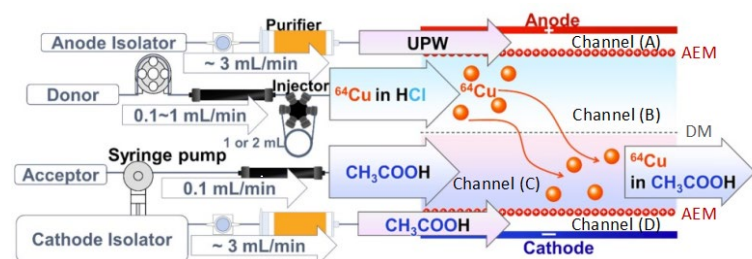 Anode Isolator
~ 3 mL/min
Purifier
UPW
Anode
+
Channel (A)
AEM
Donor
0.1~1 mL/min
Injector
1 or 2 mL
⁶⁴Cu in HCl
⁶⁴Cu
Channel (B)
DM
Acceptor
Syringe pump
0.1 mL/min
CH₃COOH
Channel (C)
⁶⁴Cu
in CH₃COOH
AEM
Cathode Isolator
~ 3 mL/min
CH₃COOH
Channel (D)
−
Cathode